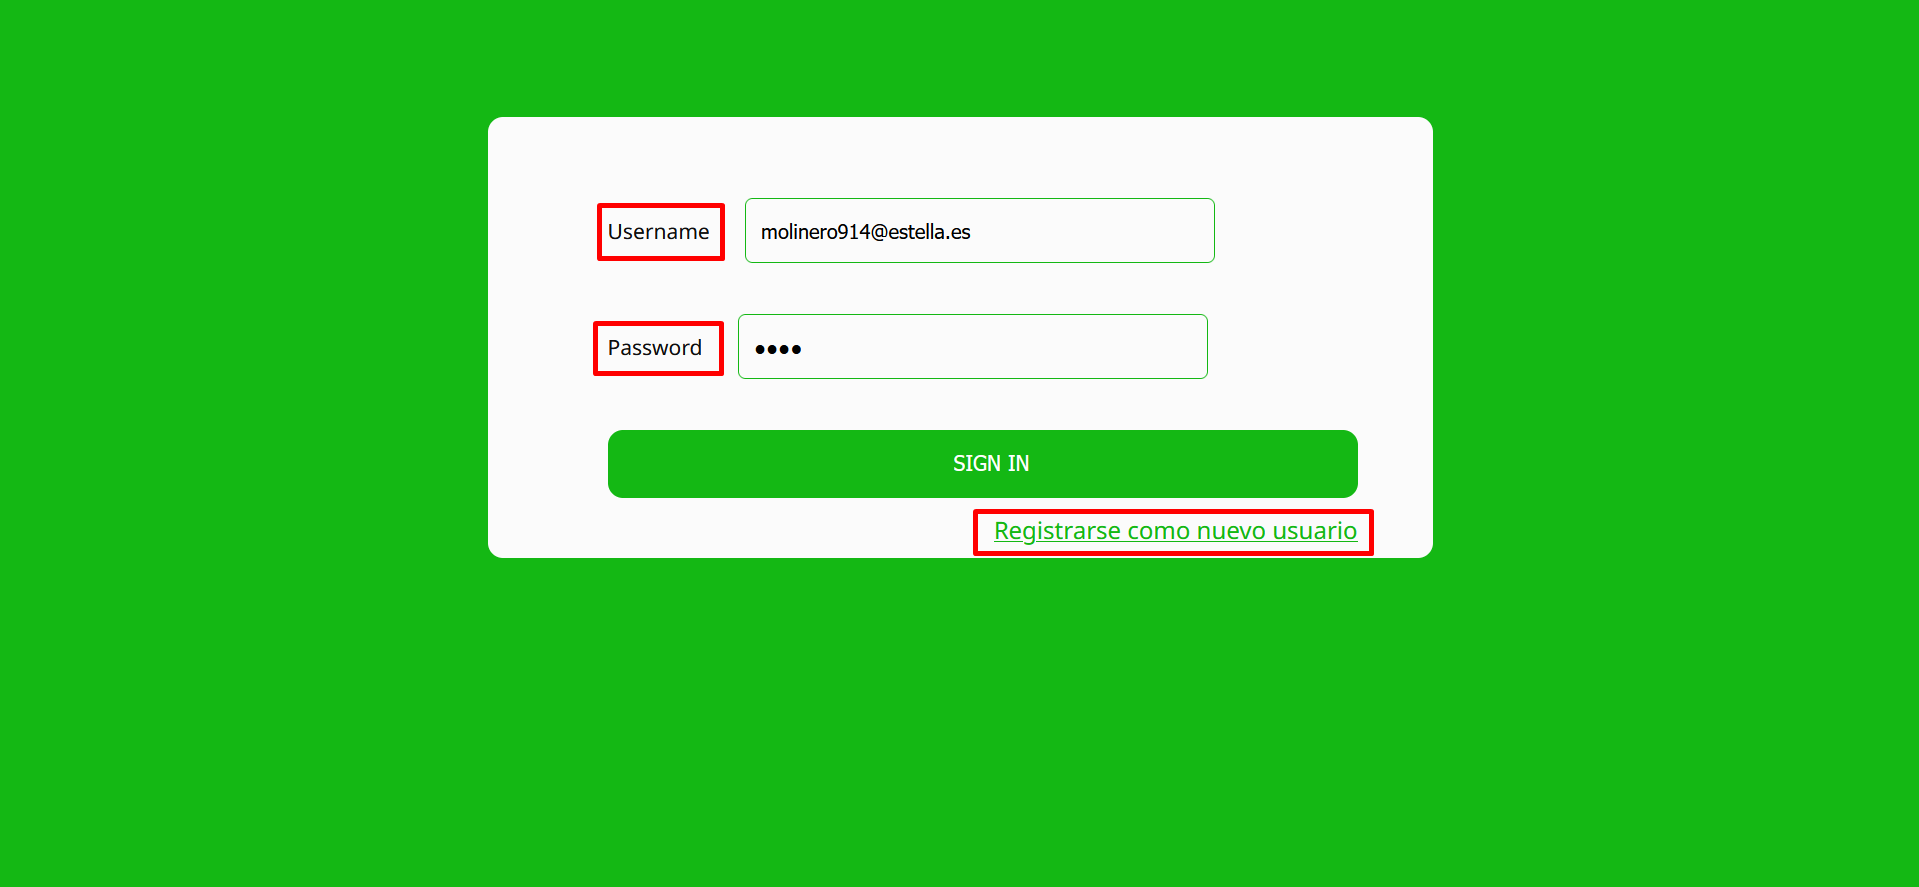 Username molinero914@estella.es
Password ••••
SIGN IN
Registrarse como nuevo usuario